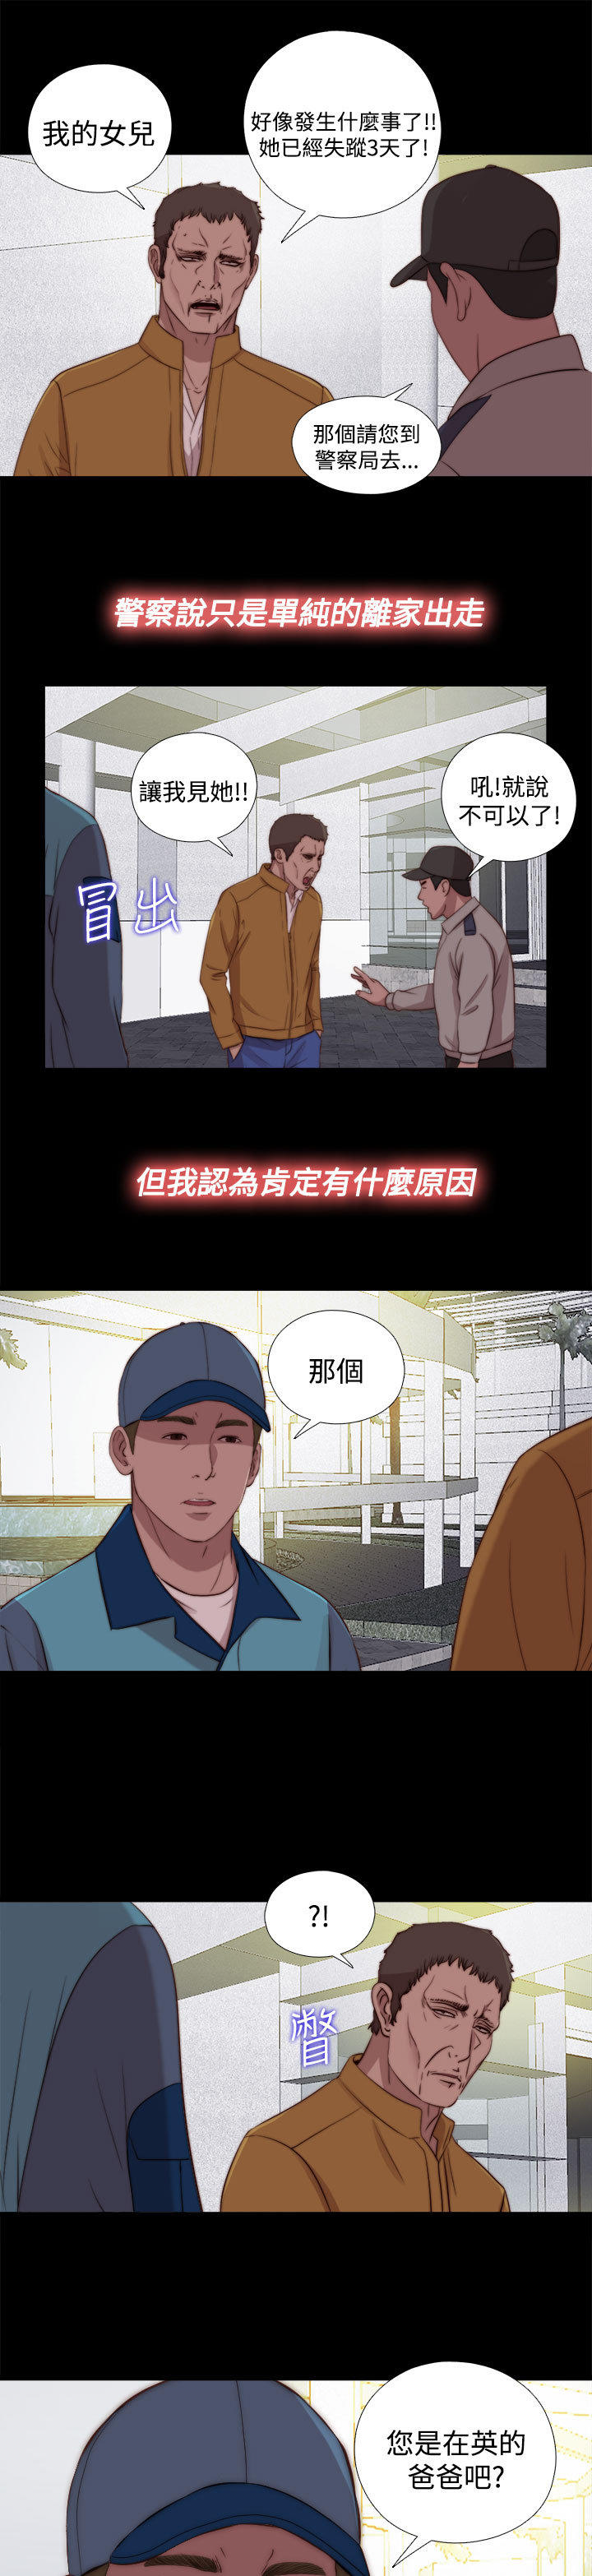 我的女兒
好像發生什麼事了!!
她已經失蹤3天了!
那個請您到
警察局去...
警察說只是單純的離家出走
讓我見她!!
吼!就說
不可以了!
冒出
但我認為肯定有什麼原因
那個
?!
瞥
您是在英的
爸爸吧?